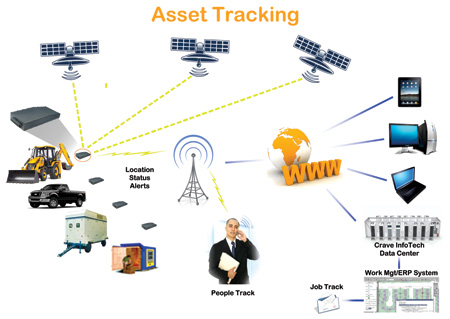 Asset Tracking
Location
Status
Alerts
WWW
People Track
Crave InfoTech
Data Center
Work Mgt/ERP System
Job Track